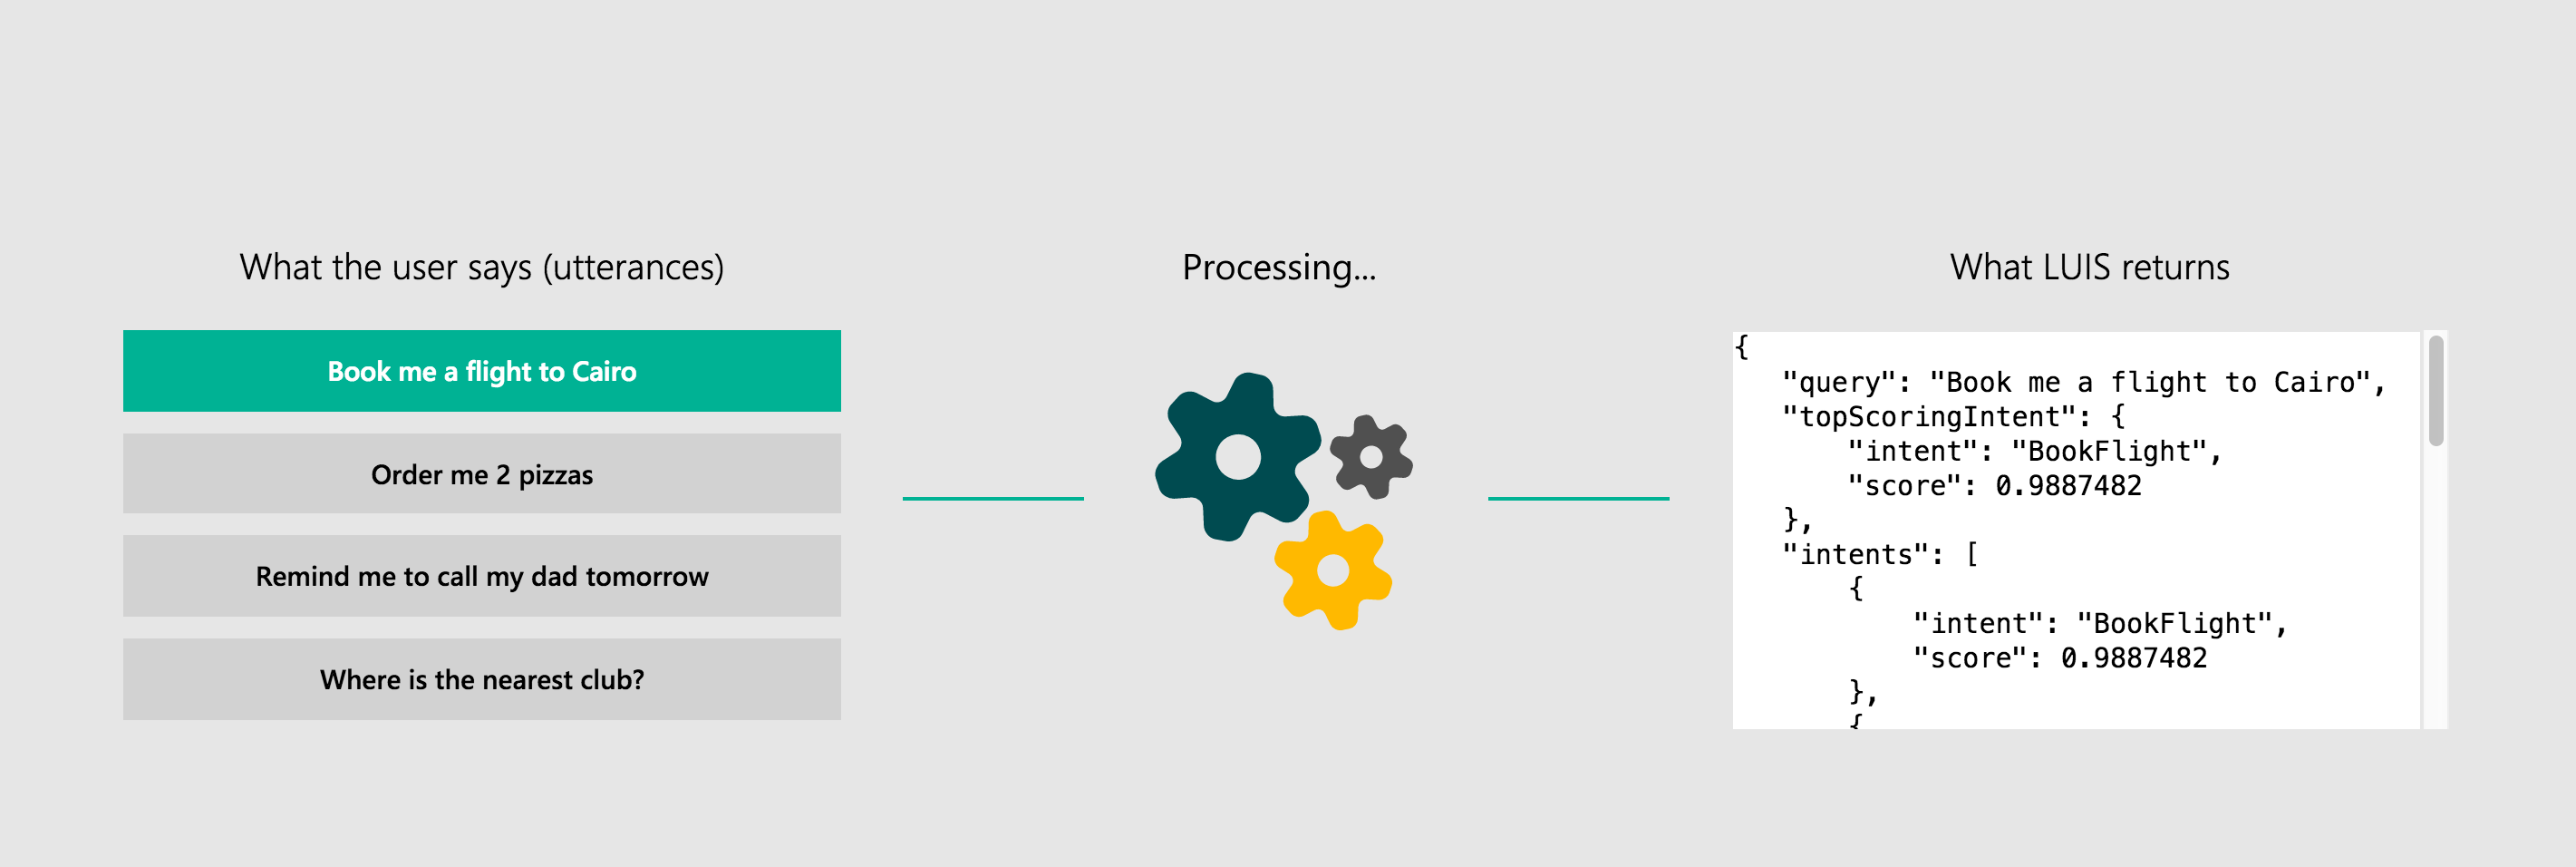 What the user says (utterances)
Book me a flight to Cairo
Order me 2 pizzas
Remind me to call my dad tomorrow
Where is the nearest club?
Processing...
What LUIS returns
{
"query": "Book me a flight to Cairo",
"topScoringIntent": {
"intent": "BookFlight",
"score": 0.9887482
},
"intents": [
{
"intent": "BookFlight",
"score": 0.9887482
},
{